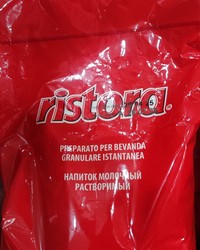 ristora®
PREPARATO PER BEVANDA
GRANULARE ISTANTANEA
НАПИТОК МОЛОЧНЫЙ
РАСТВОРИМЫЙ